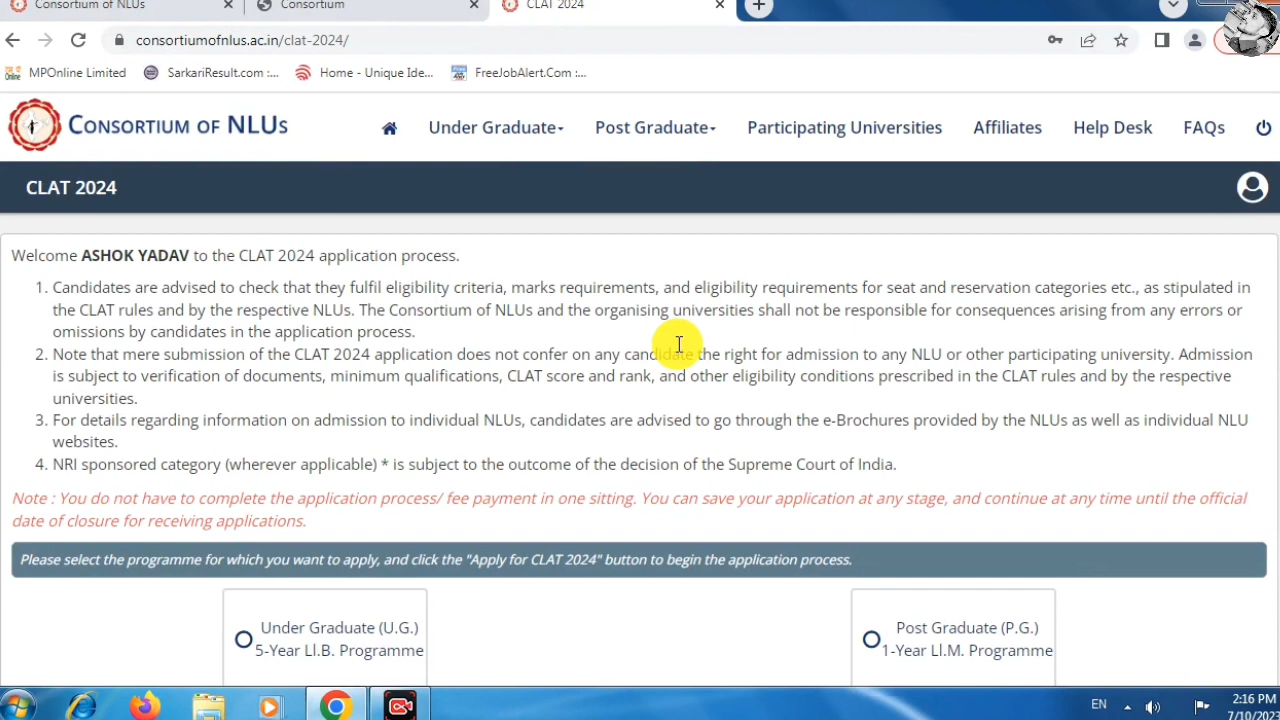 Consortium of NLUs
Consortium
CLAT 2024
consortiumofnlus.ac.in/clat-2024/
MPOnline Limited
SarkariResult.com :...
Home - Unique Ide...
FreeJobAlert.Com :...
CONSORTIUM OF NLUS
Under Graduate
Post Graduate
Participating Universities
Affiliates
Help Desk
FAQs
CLAT 2024
Welcome ASHOK YADAV to the CLAT 2024 application process.
1. Candidates are advised to check that they fulfil eligibility criteria, marks requirements, and eligibility requirements for seat and reservation categories etc., as stipulated in
the CLAT rules and by the respective NLUs. The Consortium of NLUs and the organising universities shall not be responsible for consequences arising from any errors or
omissions by candidates in the application process.
2. Note that mere submission of the CLAT 2024 application does not confer on any candidate the right for admission to any NLU or other participating university. Admission
is subject to verification of documents, minimum qualifications, CLAT score and rank, and other eligibility conditions prescribed in the CLAT rules and by the respective
universities.
3. For details regarding information on admission to individual NLUs, candidates are advised to go through the e-Brochures provided by the NLUs as well as individual NLU
websites.
4. NRI sponsored category (wherever applicable) * is subject to the outcome of the decision of the Supreme Court of India.
Note : You do not have to complete the application process/ fee payment in one sitting. You can save your application at any stage, and continue at any time until the official
date of closure for receiving applications.
Please select the programme for which you want to apply, and click the "Apply for CLAT 2024" button to begin the application process.
Under Graduate (U.G.)
5-Year Ll.B. Programme
Post Graduate (P.G.)
1-Year Ll.M. Programme
EN
2:16 PM
7/10/202